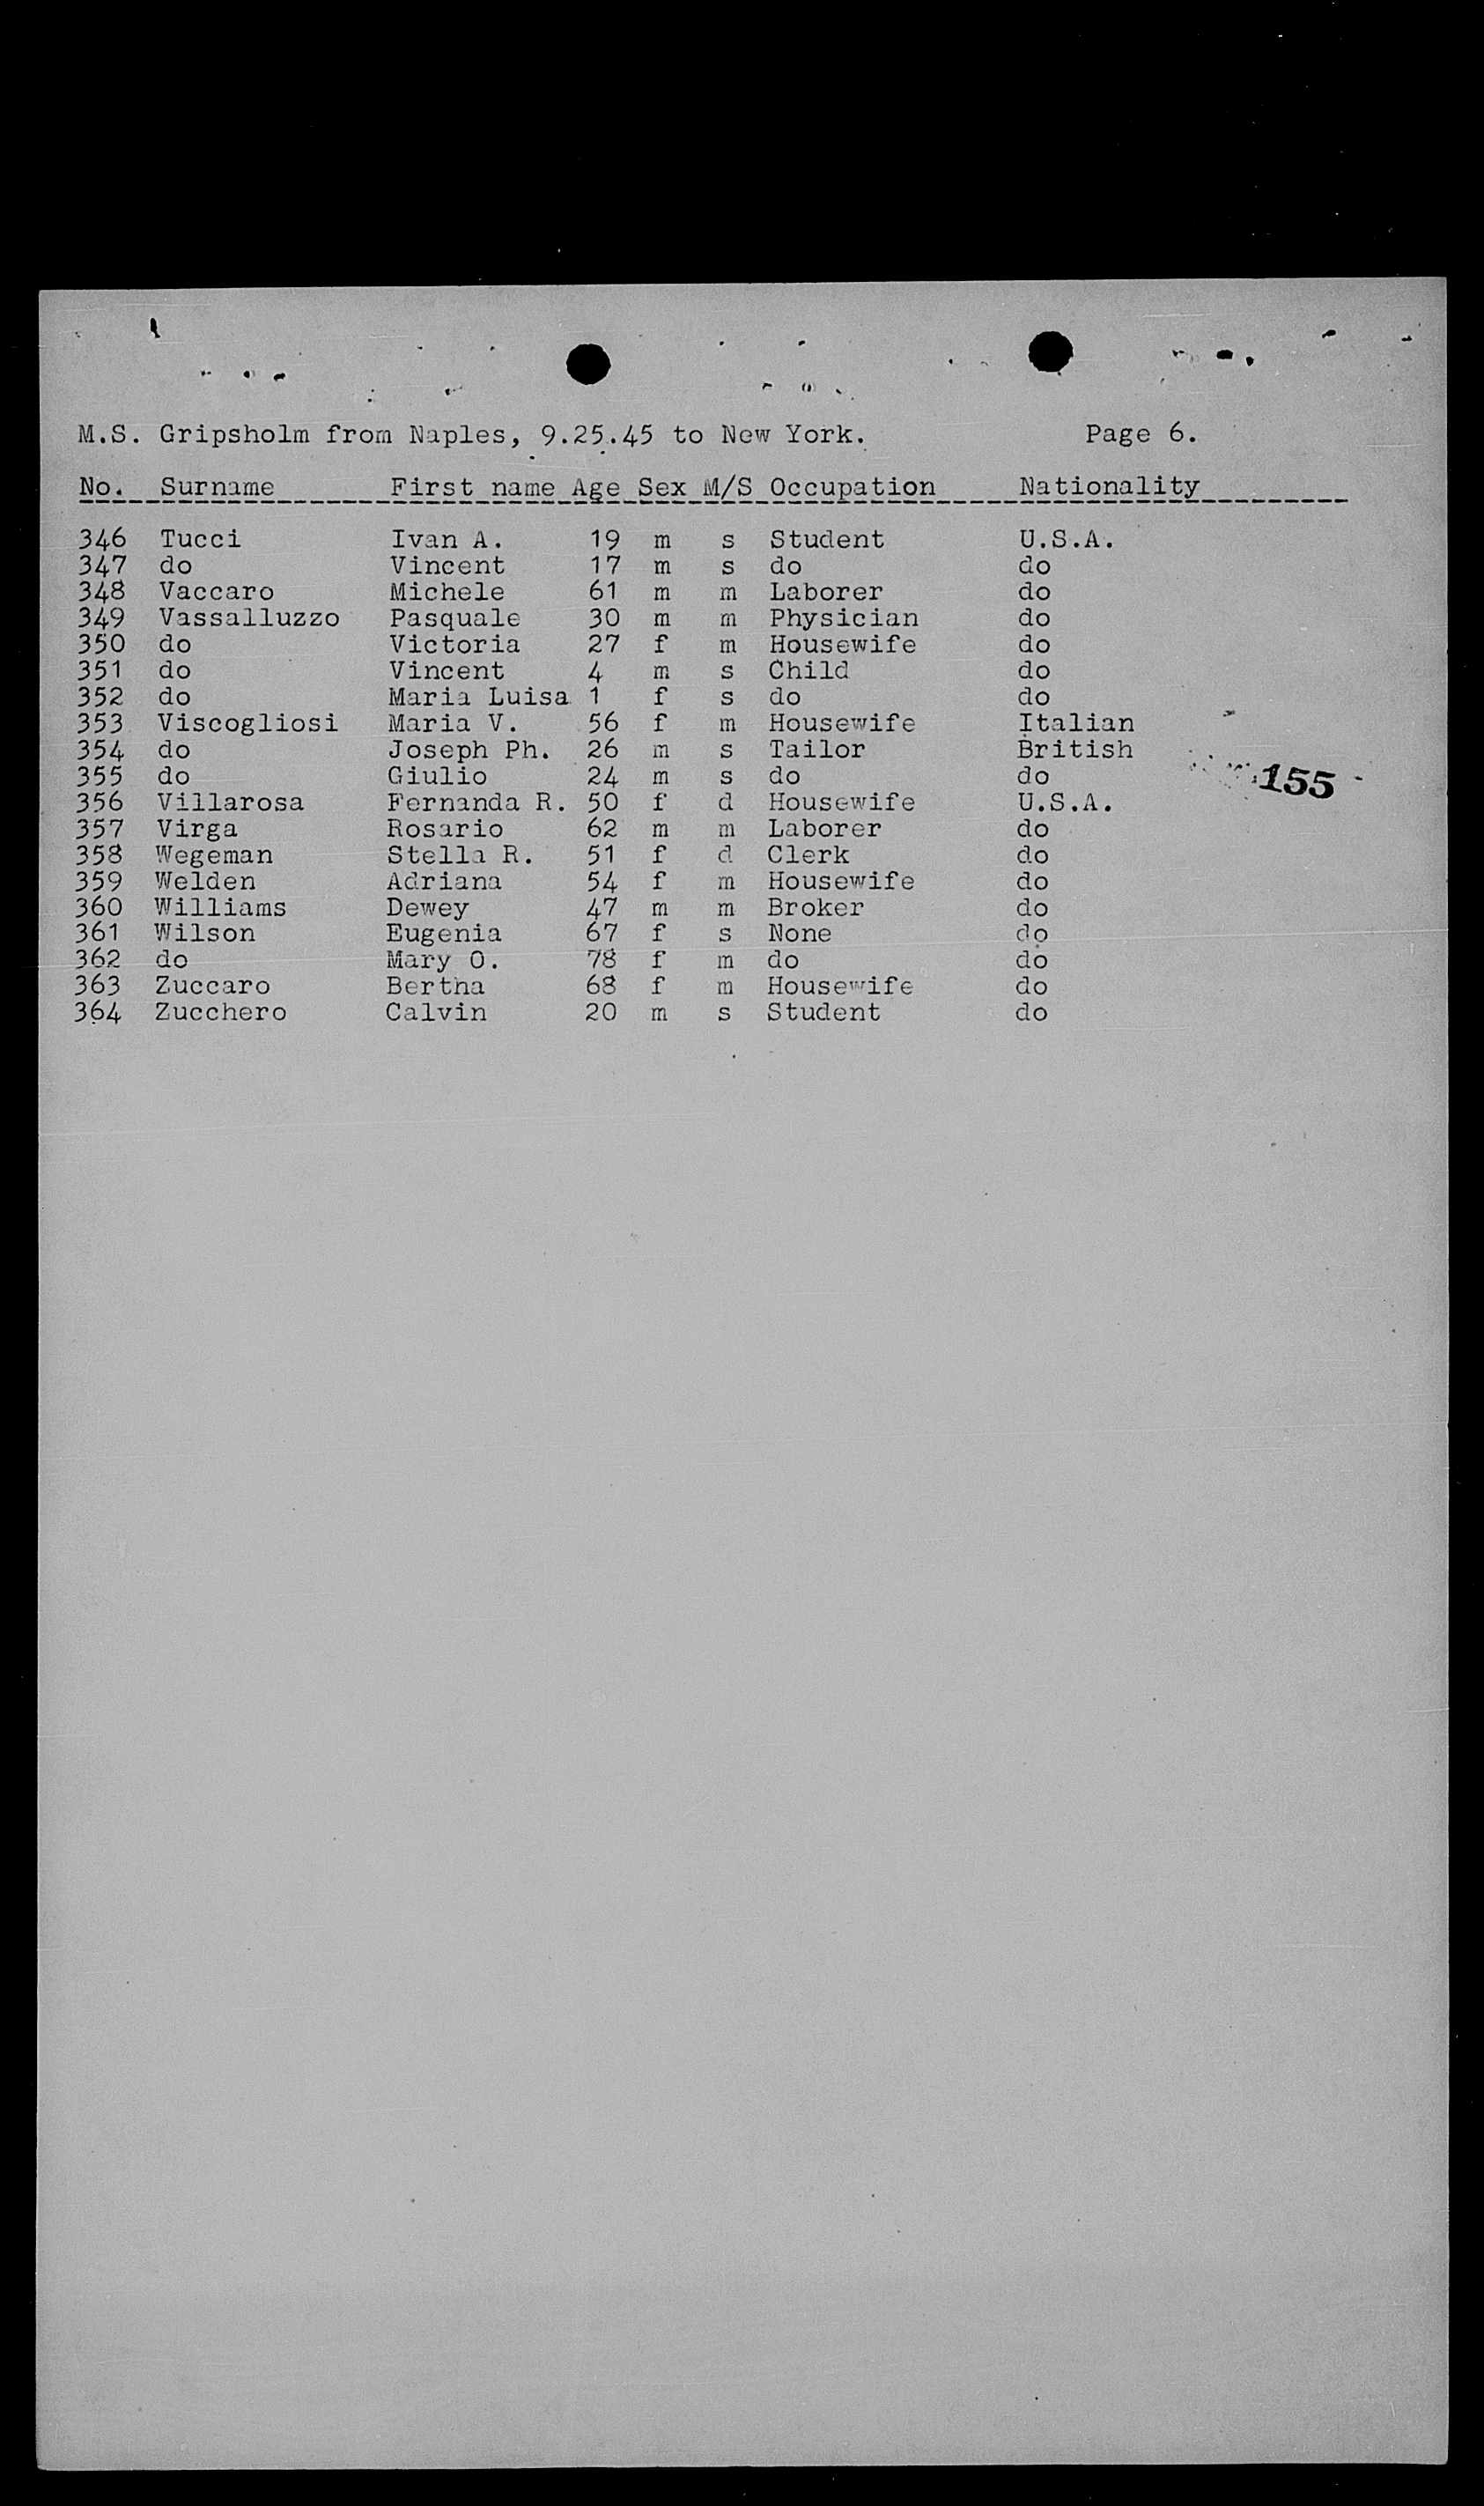 M.S. Gripsholm from Naples, 9.25.45 to New York. Page 6.
No. Surname First name Age Sex M/S Occupation Nationality
346 Tucci Ivan A. 19 m s Student U.S.A.
347 do Vincent 17 m s do do
348 Vaccaro Michele 61 m m Laborer do
349 Vassalluzzo Pasquale 30 m m Physician do
350 do Victoria 27 f m Housewife do
351 do Vincent 4 m s Child do
352 do Maria Luisa 1 f s do do
353 Viscogliosi Maria V. 56 f m Housewife Italian
354 do Joseph Ph. 26 m s Tailor British
355 do Giulio 24 m s do do
155
356 Villarosa Fernanda R. 50 f d Housewife U.S.A.
357 Virga Rosario 62 m m Laborer do
358 Wegeman Stella R. 51 f d Clerk do
359 Welden Adriana 54 f m Housewife do
360 Williams Dewey 47 m m Broker do
361 Wilson Eugenia 67 f s None do
362 do Mary O. 78 f m do do
363 Zuccaro Bertha 68 f m Housewife do
364 Zucchero Calvin 20 m s Student do